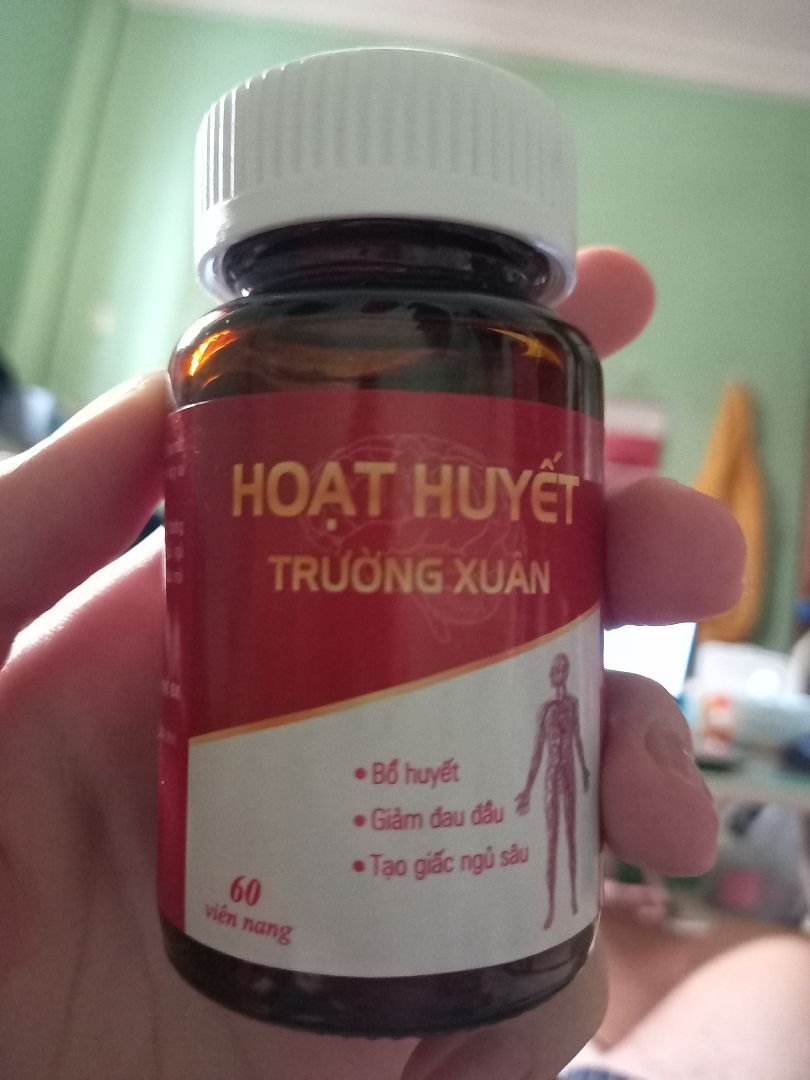 HOẠT HUYẾT
TRƯỜNG XUÂN
• Bổ huyết
• Giảm đau đầu
• Tạo giấc ngủ sâu
60
viên nang